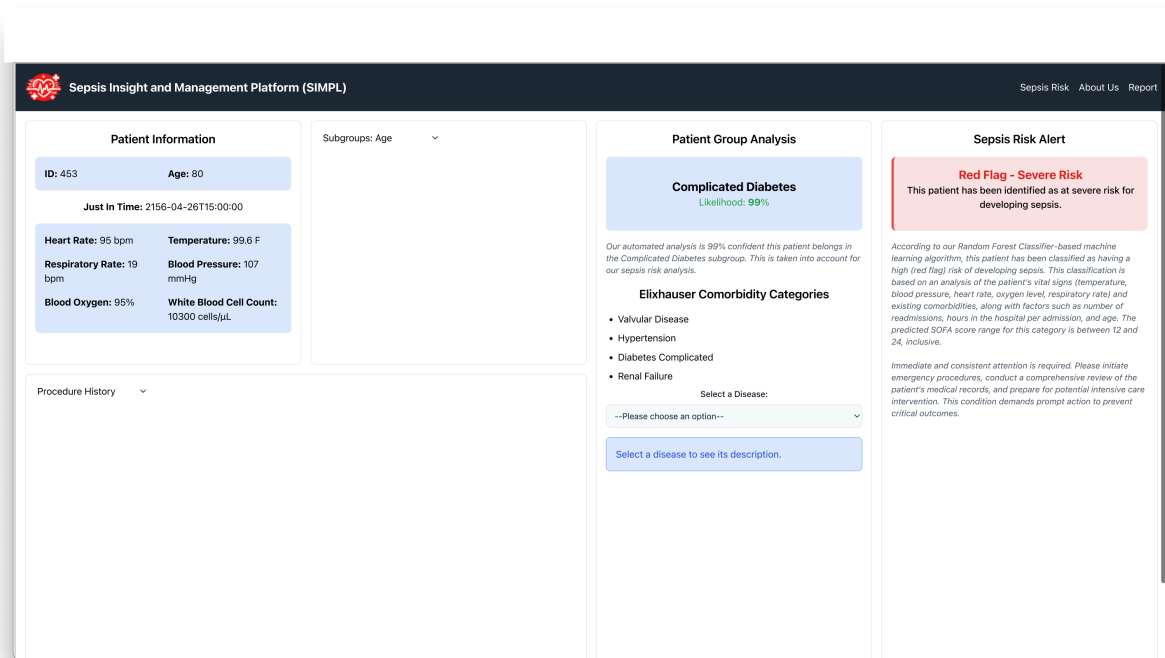 Sepsis Insight and Management Platform (SIMPL)
Sepsis Risk About Us Report
Patient Information
ID: 453 Age: 80
Just In Time: 2156-04-26T15:00:00
Heart Rate: 95 bpm
Temperature: 99.6 F
Respiratory Rate: 19
bpm
Blood Pressure: 107
mmHg
Blood Oxygen: 95%
White Blood Cell Count:
10300 cells/µL
Subgroups: Age
Procedure History
Patient Group Analysis
Complicated Diabetes
Likelihood: 99%
Our automated analysis is 99% confident this patient belongs in
the Complicated Diabetes subgroup. This is taken into account for
our sepsis risk analysis.
Elixhauser Comorbidity Categories
• Valvular Disease
• Hypertension
• Diabetes Complicated
• Renal Failure
Select a Disease:
--Please choose an option--
Select a disease to see its description.
Sepsis Risk Alert
Red Flag - Severe Risk
This patient has been identified as at severe risk for
developing sepsis.
According to our Random Forest Classifier-based machine
learning algorithm, this patient has been classified as having a
high (red flag) risk of developing sepsis. This classification is
based on an analysis of the patient's vital signs (temperature,
blood pressure, heart rate, oxygen level, respiratory rate) and
existing comorbidities, along with factors such as number of
readmissions, hours in the hospital per admission, and age. The
predicted SOFA score range for this category is between 12 and
24, inclusive.
Immediate and consistent attention is required. Please initiate
emergency procedures, conduct a comprehensive review of the
patient's medical records, and prepare for potential intensive care
intervention. This condition demands prompt action to prevent
critical outcomes.